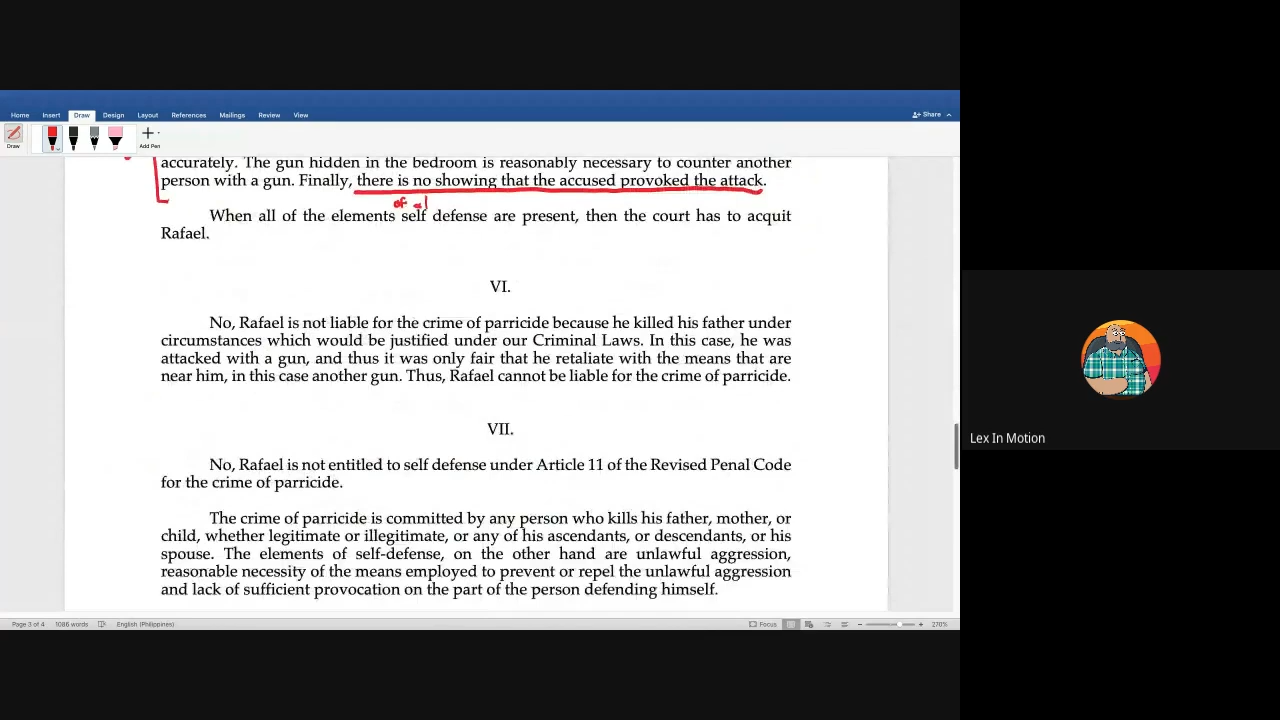 Home Insert Draw Design Layout References Mailings Review View Share
Draw Add Pen
accurately. The gun hidden in the bedroom is reasonably necessary to counter another
person with a gun. Finally, there is no showing that the accused provoked the attack.
of
When all of the elements self defense are present, then the court has to acquit
Rafael.
VI.
No, Rafael is not liable for the crime of parricide because he killed his father under
circumstances which would be justified under our Criminal Laws. In this case, he was
attacked with a gun, and thus it was only fair that he retaliate with the means that are
near him, in this case another gun. Thus, Rafael cannot be liable for the crime of parricide.
VII.
No, Rafael is not entitled to self defense under Article 11 of the Revised Penal Code
for the crime of parricide.
The crime of parricide is committed by any person who kills his father, mother, or
child, whether legitimate or illegitimate, or any of his ascendants, or descendants, or his
spouse. The elements of self-defense, on the other hand are unlawful aggression,
reasonable necessity of the means employed to prevent or repel the unlawful aggression
and lack of sufficient provocation on the part of the person defending himself.
Page 3 of 4 1086 words English (Philippines) Focus 270%
Lex In Motion